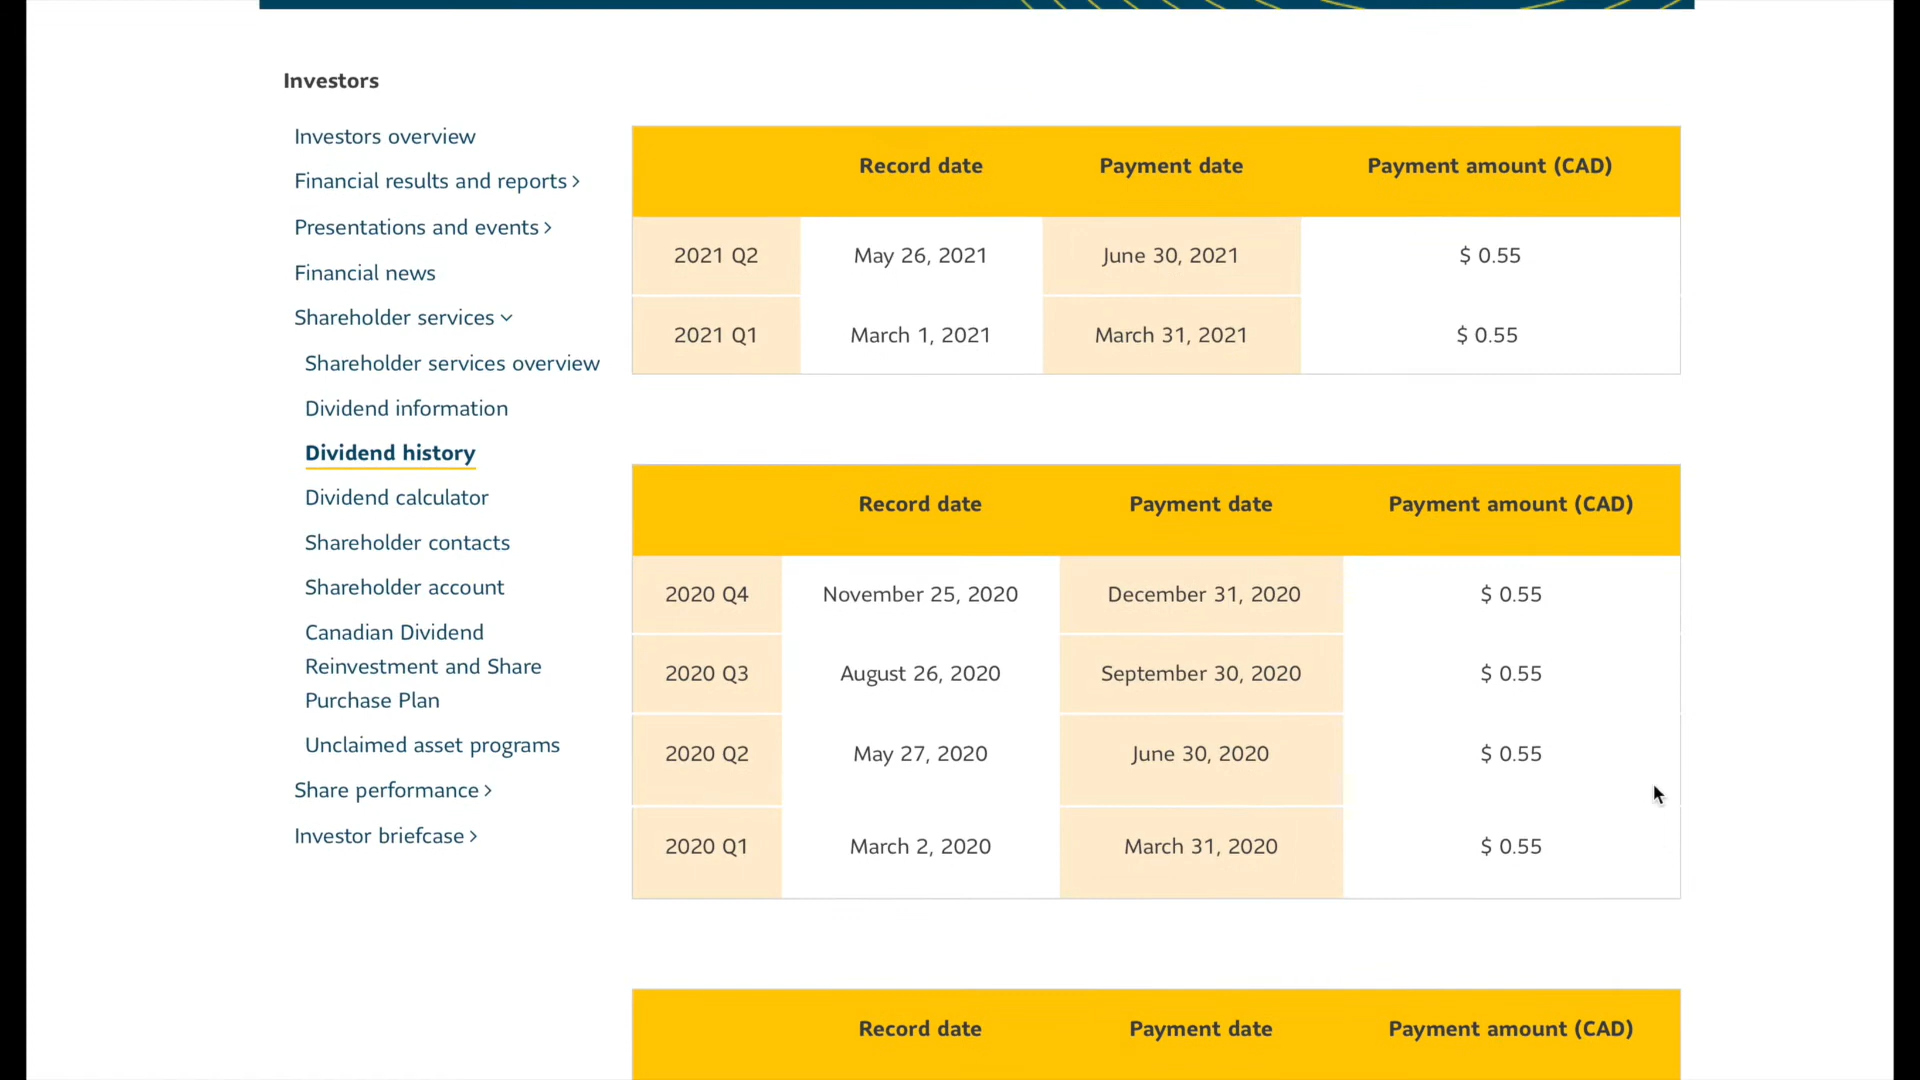 Investors
Investors overview
Financial results and reports
Presentations and events
Financial news
Shareholder services
Shareholder services overview
Dividend information
Dividend history
Dividend calculator
Shareholder contacts
Shareholder account
Canadian Dividend
Reinvestment and Share
Purchase Plan
Unclaimed asset programs
Share performance
Investor briefcase
Record date Payment date Payment amount (CAD)
2021 Q2 May 26, 2021 June 30, 2021 $ 0.55
2021 Q1 March 1, 2021 March 31, 2021 $ 0.55
Record date Payment date Payment amount (CAD)
2020 Q4 November 25, 2020 December 31, 2020 $ 0.55
2020 Q3 August 26, 2020 September 30, 2020 $ 0.55
2020 Q2 May 27, 2020 June 30, 2020 $ 0.55
2020 Q1 March 2, 2020 March 31, 2020 $ 0.55
Record date Payment date Payment amount (CAD)